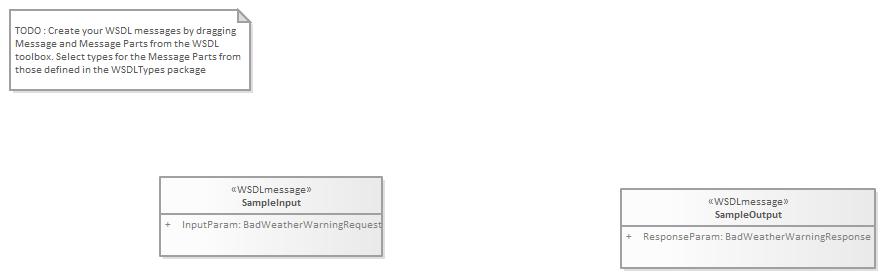 TODO : Create your WSDL messages by dragging
Message and Message Parts from the WSDL
toolbox. Select types for the Message Parts from
those defined in the WSDLTypes package
«WSDLmessage»
SampleInput
+ InputParam: BadWeatherWarningRequest
«WSDLmessage»
SampleOutput
+ ResponseParam: BadWeatherWarningResponse